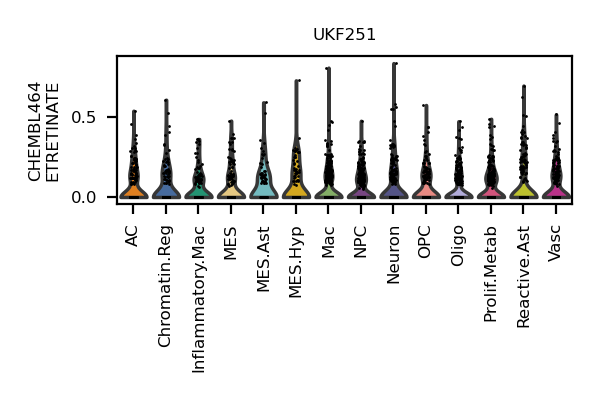 UKF251
CHEMBL464
ETRETINATE
0.5
0.0
AC
Chromatin.Reg
Inflammatory.Mac
MES
MES.Ast
MES.Hyp
Mac
NPC
Neuron
OPC
Oligo
Prolif.Metab
Reactive.Ast
Vasc